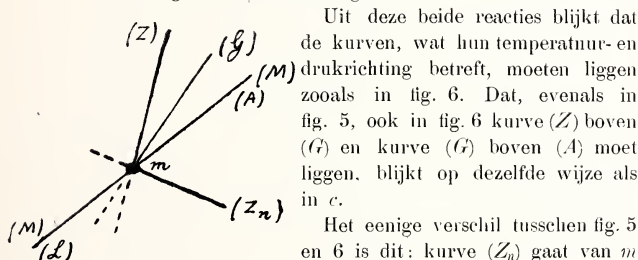 Uit deze beide reacties blijkt dat
de kurven, wat hun temperatuur- en
drukrichting betreft, moeten liggen
zooals in fig. 6. Dat, evenals in
fig. 5, ook in fig. 6 kurve (Z) boven
(G) en kurve (G) boven (A) moet
liggen, blijkt op dezelfde wijze als
in c.
Het eenige verschil tusschen fig. 5
en 6 is dit: kurve (Zₙ) gaat van m
(Z)
(G)
(M)
(A)
m
(Zₙ)
(M)
(L)